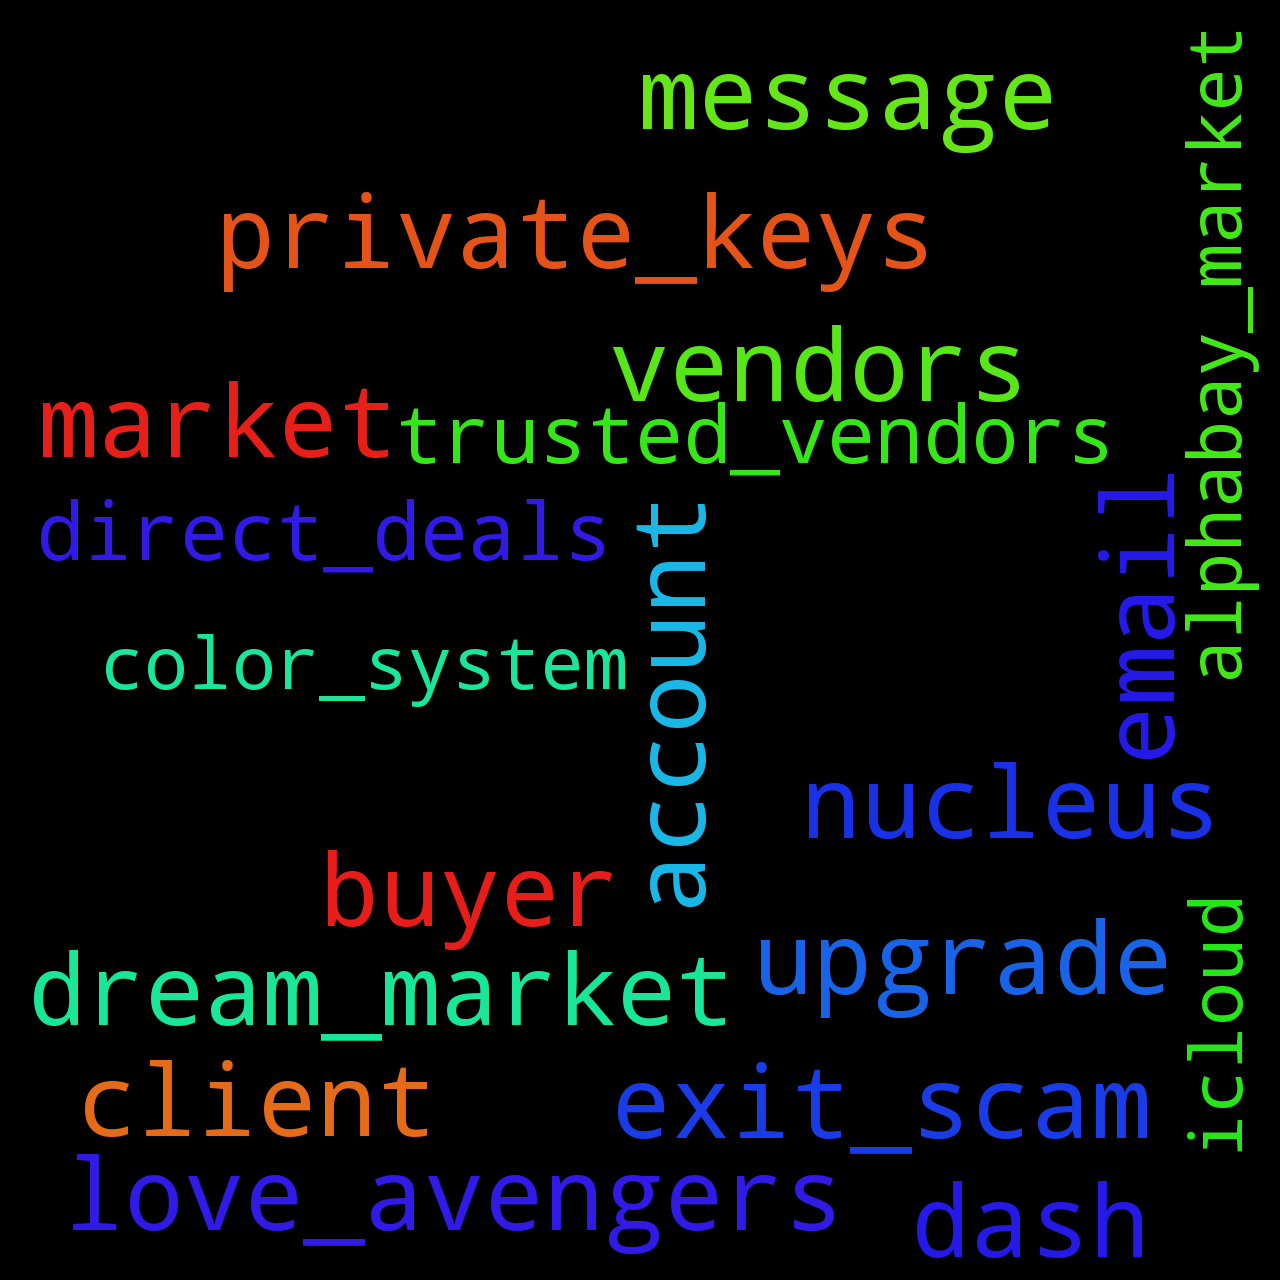 message
alphabay_market
private_keys
vendors
market
trusted_vendors
direct_deals
account
email
color_system
nucleus
buyer
upgrade
icloud
dream_market
client
exit_scam
love_avengers
dash